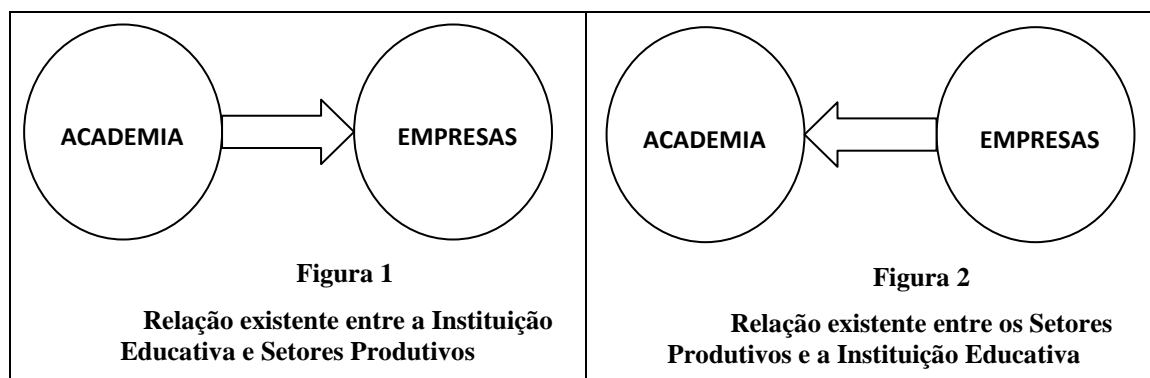 ACADEMIA
EMPRESAS
Figura 1
Relação existente entre a Instituição
Educativa e Setores Produtivos
ACADEMIA
EMPRESAS
Figura 2
Relação existente entre os Setores
Produtivos e a Instituição Educativa